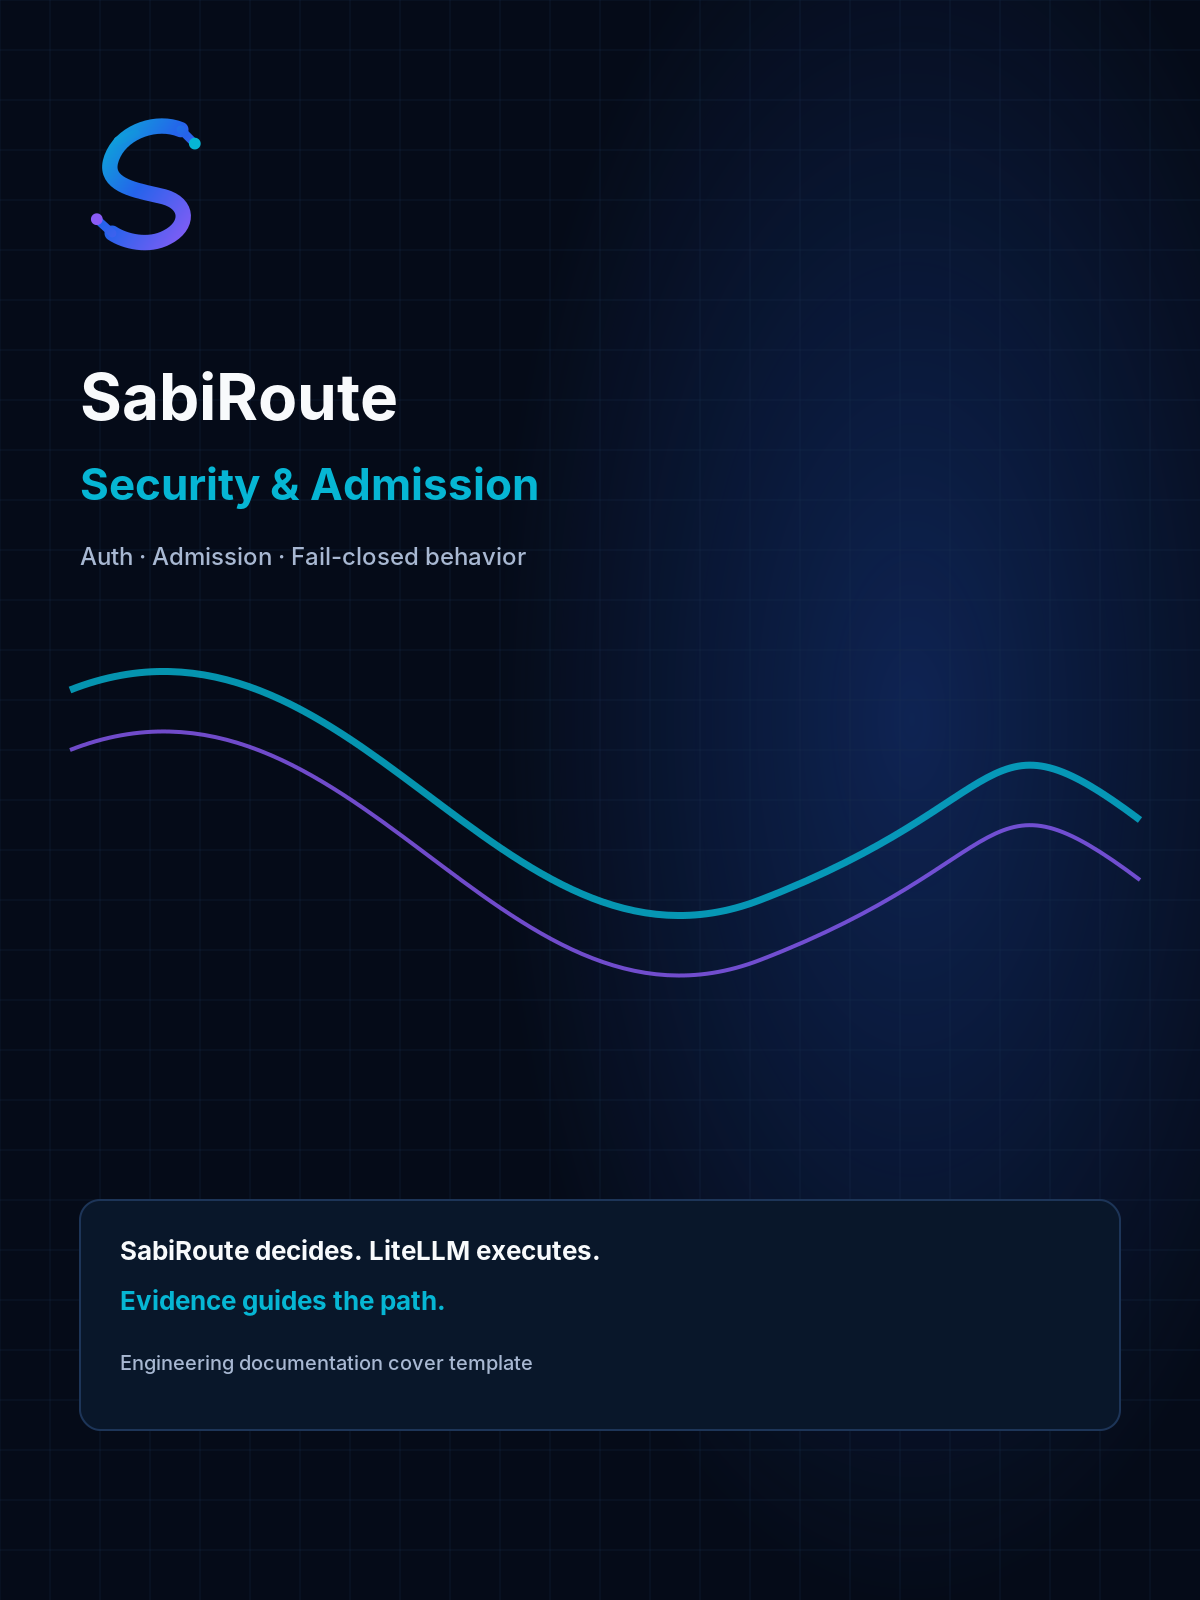 SabiRoute
Security & Admission
Auth · Admission · Fail-closed behavior
SabiRoute decides. LiteLLM executes.
Evidence guides the path.
Engineering documentation cover template